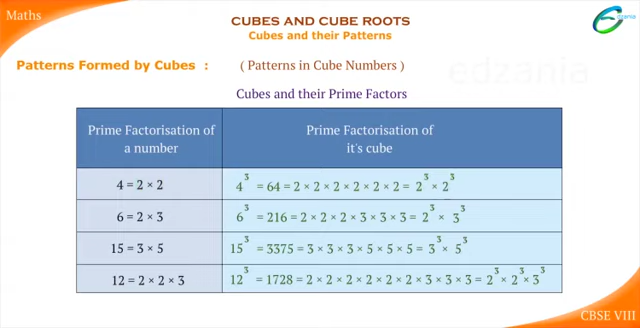 Maths
CUBES AND CUBE ROOTS
Cubes and their Patterns
Edzania
Patterns Formed by Cubes : ( Patterns in Cube Numbers )
edzania
Cubes and their Prime Factors
Prime Factorisation of a number
Prime Factorisation of it's cube
4 = 2 × 2
4³ = 64 = 2 × 2 × 2 × 2 × 2 × 2 = 2³ × 2³
6 = 2 × 3
6³ = 216 = 2 × 2 × 2 × 3 × 3 × 3 = 2³ × 3³
15 = 3 × 5
15³ = 3375 = 3 × 3 × 3 × 5 × 5 × 5 = 3³ × 5³
12 = 2 × 2 × 3
12³ = 1728 = 2 × 2 × 2 × 2 × 2 × 2 × 3 × 3 × 3 = 2³ × 2³ × 3³
CBSE VIII